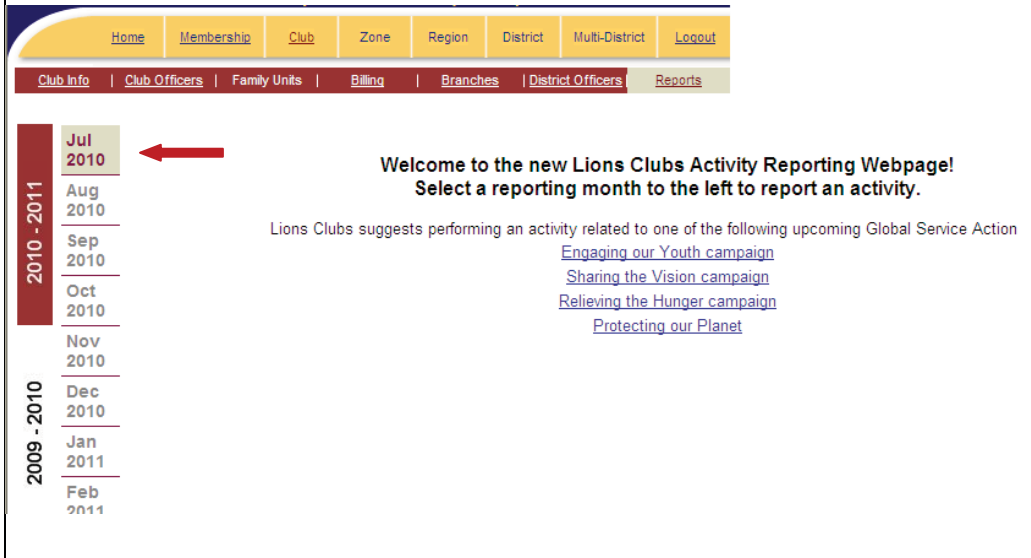 Home Membership Club Zone Region District Multi-District Logout
Club Info | Club Officers | Family Units | Billing | Branches | District Officers | Reports
2010 - 2011
2009 - 2010
Jul
2010
Aug
2010
Sep
2010
Oct
2010
Nov
2010
Dec
2010
Jan
2011
Feb
2011
Welcome to the new Lions Clubs Activity Reporting Webpage!
Select a reporting month to the left to report an activity.
Lions Clubs suggests performing an activity related to one of the following upcoming Global Service Action
Engaging our Youth campaign
Sharing the Vision campaign
Relieving the Hunger campaign
Protecting our Planet